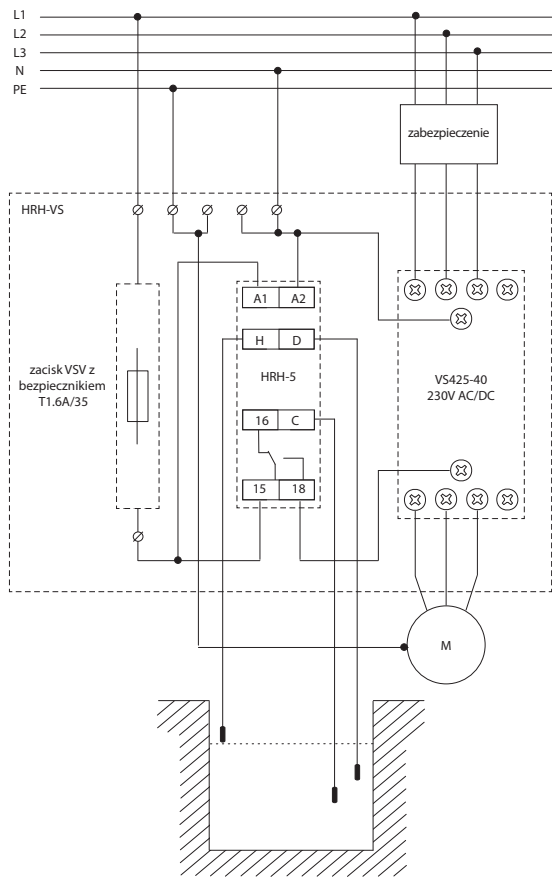 L1
L2
L3
N
PE
zabezpieczenie
HRH-VS
A1 A2
H D
HRH-5
zacisk VSV z
bezpiecznikiem
T1.6A/35
VS425-40
230V AC/DC
16 C
15 18
M